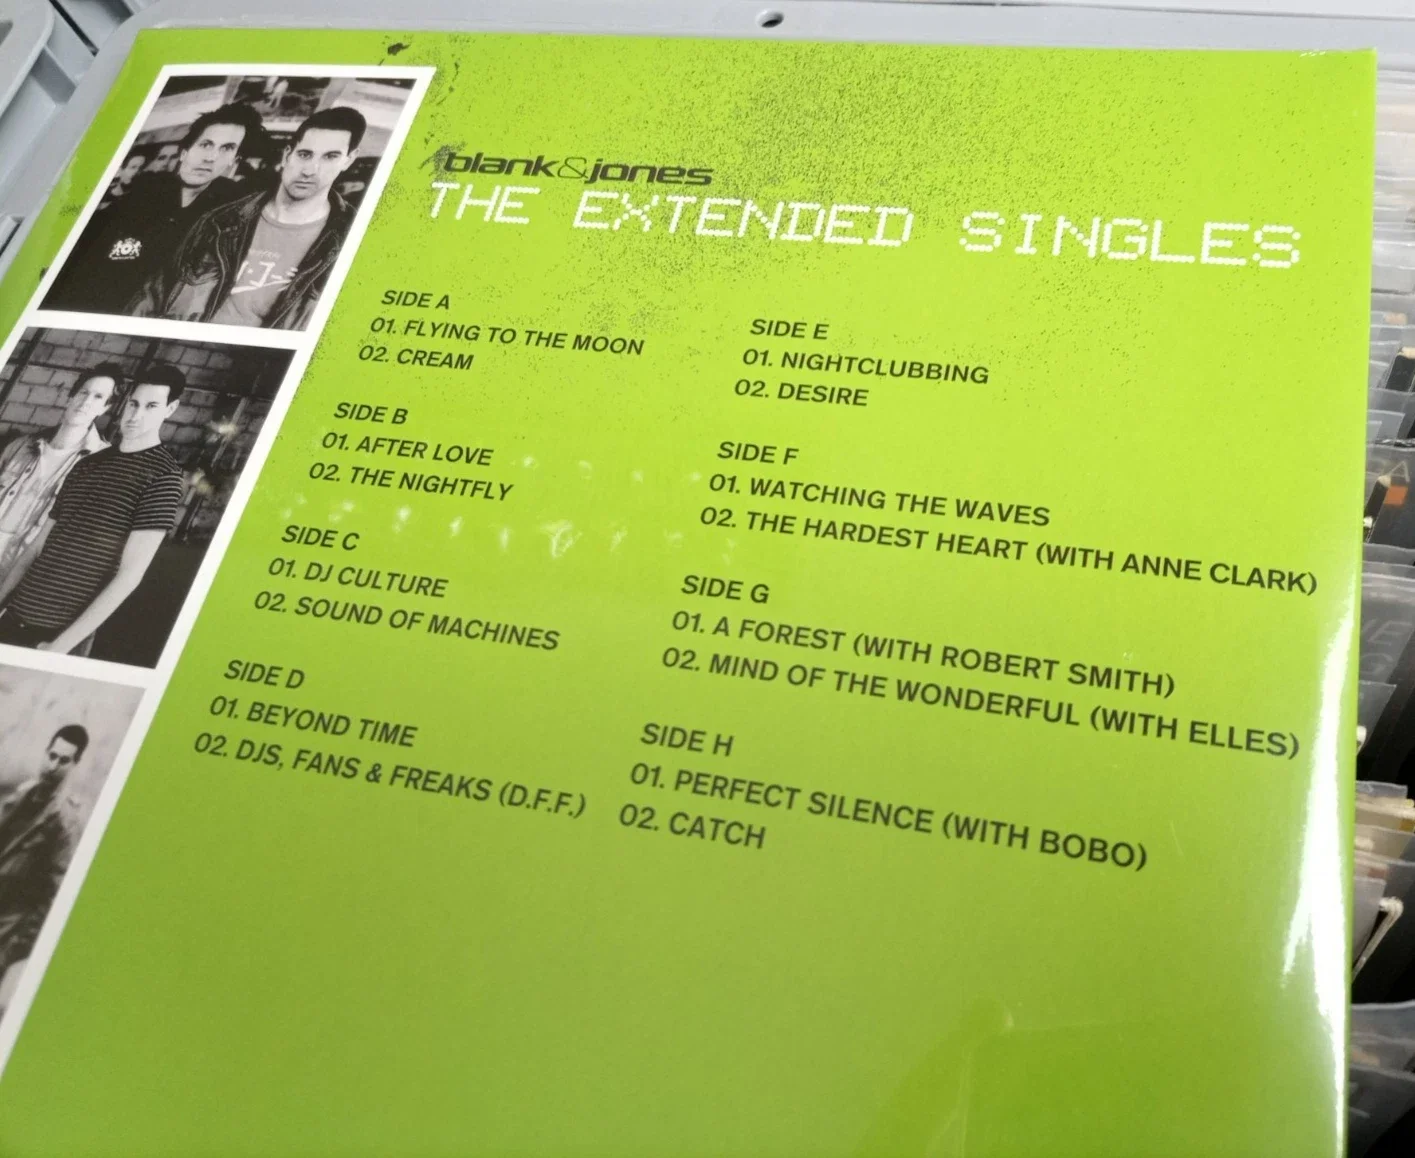 blank&jones
THE EXTENDED SINGLES
SIDE A
01. FLYING TO THE MOON
02. CREAM
SIDE B
01. AFTER LOVE
02. THE NIGHTFLY
SIDE C
01. DJ CULTURE
02. SOUND OF MACHINES
SIDE D
01. BEYOND TIME
02. DJS, FANS & FREAKS (D.F.F.)
SIDE E
01. NIGHTCLUBBING
02. DESIRE
SIDE F
01. WATCHING THE WAVES
02. THE HARDEST HEART (WITH ANNE CLARK)
SIDE G
01. A FOREST (WITH ROBERT SMITH)
02. MIND OF THE WONDERFUL (WITH ELLES)
SIDE H
01. PERFECT SILENCE (WITH BOBO)
02. CATCH